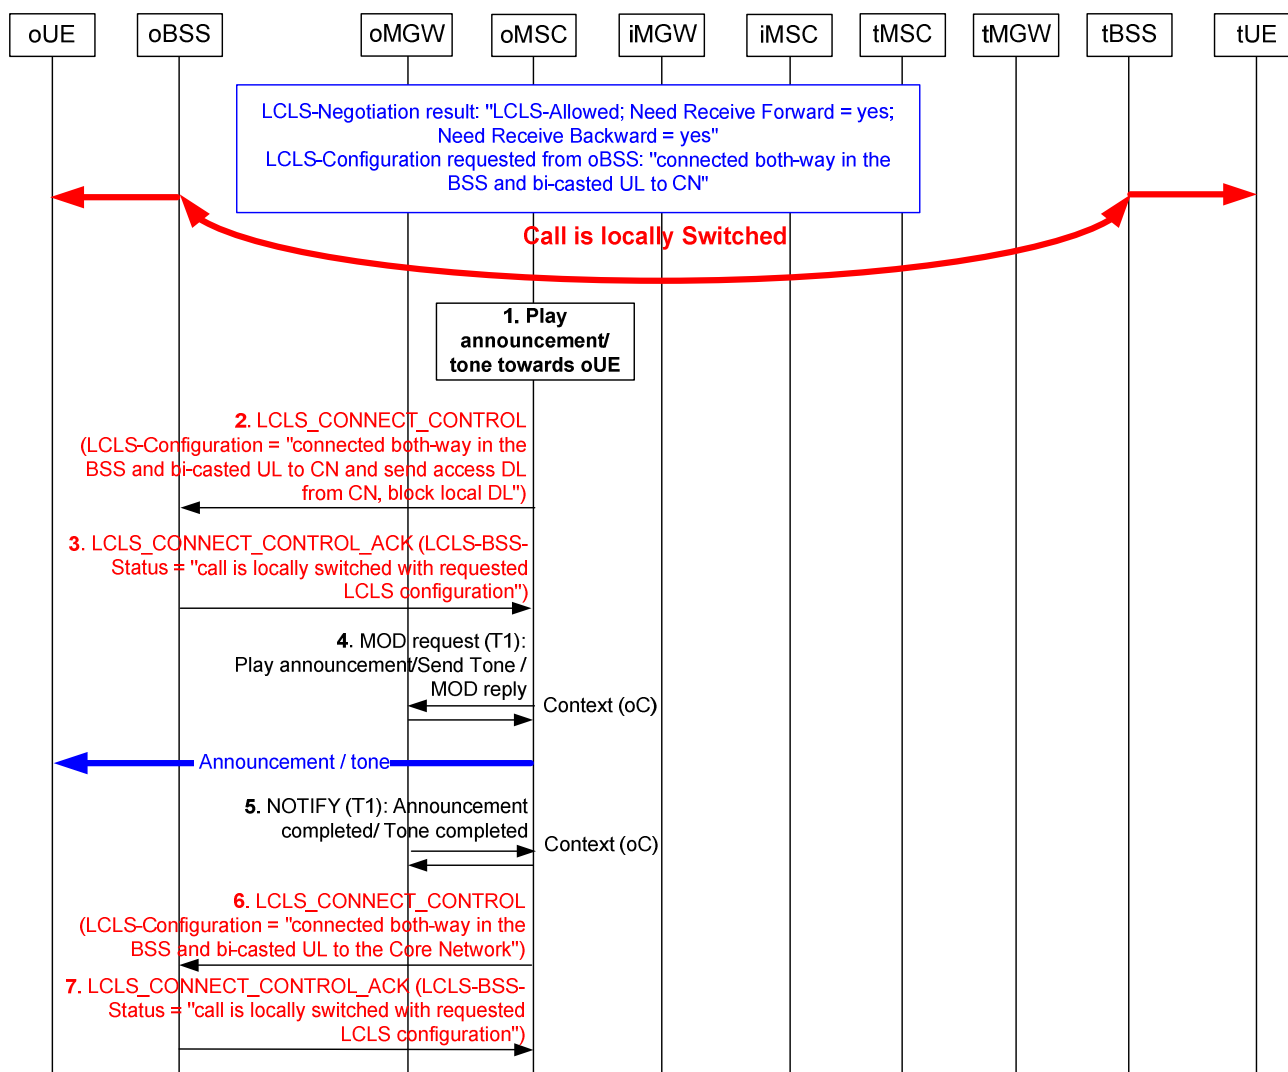 oUE oBSS oMGW oMSC iMGW iMSC tMSC tMGW tBSS tUE
LCLS-Negotiation result: "LCLS-Allowed; Need Receive Forward = yes;
Need Receive Backward = yes"
LCLS-Configuration requested from oBSS: "connected both-way in the
BSS and bi-casted UL to CN"
Call is locally Switched
1. Play
announcement/
tone towards oUE
2. LCLS_CONNECT_CONTROL
(LCLS-Configuration = "connected both-way in the
BSS and bi-casted UL to CN and send access DL
from CN, block local DL")
3. LCLS_CONNECT_CONTROL_ACK (LCLS-BSS-
Status = "call is locally switched with requested
LCLS configuration")
4. MOD request (T1):
Play announcement/Send Tone /
MOD reply
Context (oC)
Announcement / tone
5. NOTIFY (T1): Announcement
completed/ Tone completed
Context (oC)
6. LCLS_CONNECT_CONTROL
(LCLS-Configuration = "connected both-way in the
BSS and bi-casted UL to the Core Network")
7. LCLS_CONNECT_CONTROL_ACK (LCLS-BSS-
Status = "call is locally switched with requested
LCLS configuration")